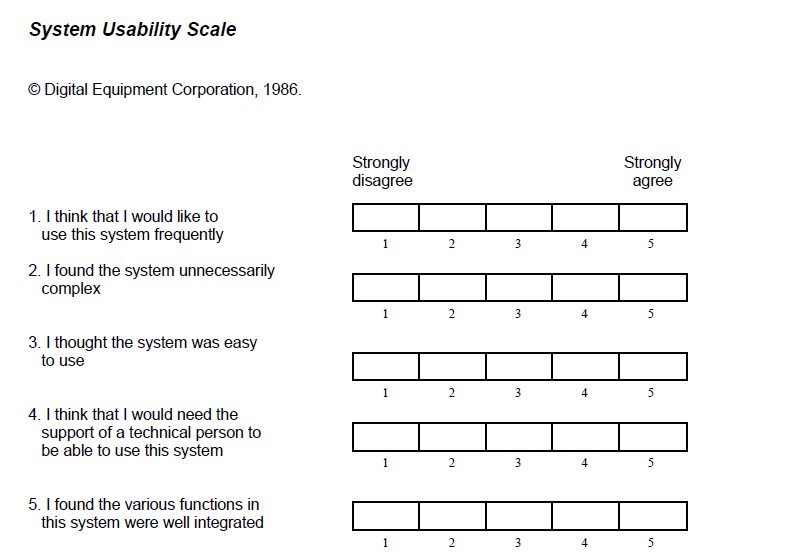 System Usability Scale
© Digital Equipment Corporation, 1986.
Strongly disagree
Strongly agree
1. I think that I would like to
use this system frequently
1 2 3 4 5
2. I found the system unnecessarily
complex
1 2 3 4 5
3. I thought the system was easy
to use
1 2 3 4 5
4. I think that I would need the
support of a technical person to
be able to use this system
1 2 3 4 5
5. I found the various functions in
this system were well integrated
1 2 3 4 5